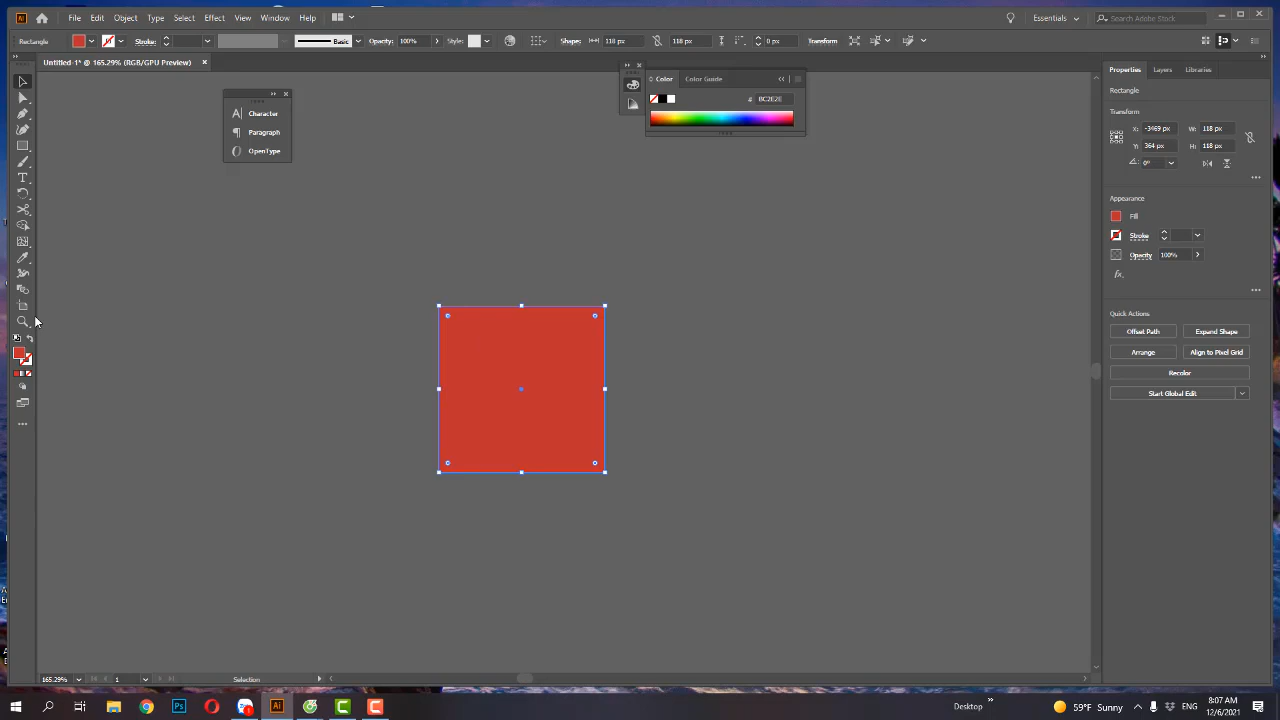 Ai File Edit Object Type Select Effect View Window Help Search Adobe Stock Essentials
Rectangle Stroke: Basic Opacity: 100% Style: Shape: 118 px 118 px 0 px Transform
Untitled-1* @ 165.29% (RGB/GPU Preview)
Color Color Guide
# BC2E2E
Character
Paragraph
OpenType
Properties Layers Libraries
Rectangle
Transform
X: -3469 px W: 118 px
Y: 364 px H: 118 px
0°
Appearance
Fill
Stroke
Opacity 100%
fx.
Quick Actions
Offset Path Expand Shape
Arrange Align to Pixel Grid
Recolor
Start Global Edit
165.29% 1 Selection
Ps Ai Desktop 59°F Sunny 8:07 AM
12/6/2021